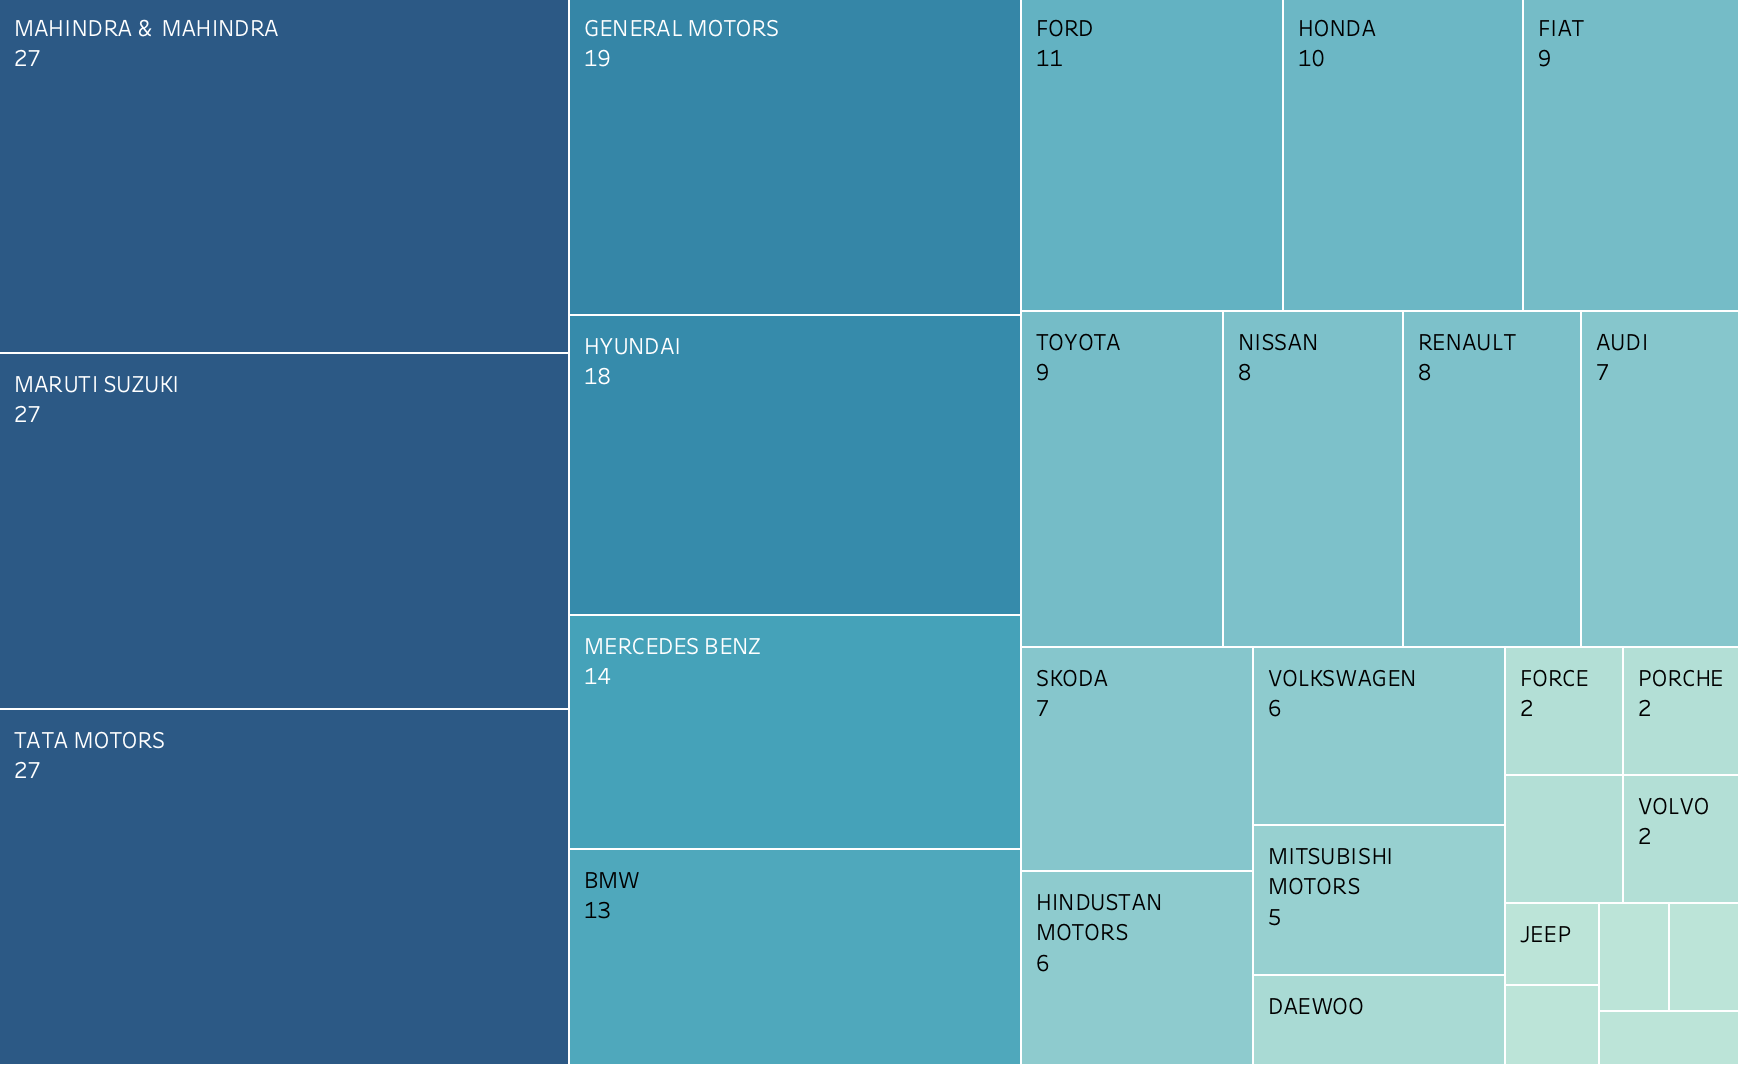 MAHINDRA & MAHINDRA
27
MARUTI SUZUKI
27
TATA MOTORS
27
GENERAL MOTORS
19
HYUNDAI
18
MERCEDES BENZ
14
BMW
13
FORD
11
HONDA
10
FIAT
9
TOYOTA
9
NISSAN
8
RENAULT
8
AUDI
7
SKODA
7
HINDUSTAN
MOTORS
6
VOLKSWAGEN
6
MITSUBISHI
MOTORS
5
DAEWOO
FORCE
2
PORCHE
2
VOLVO
2
JEEP